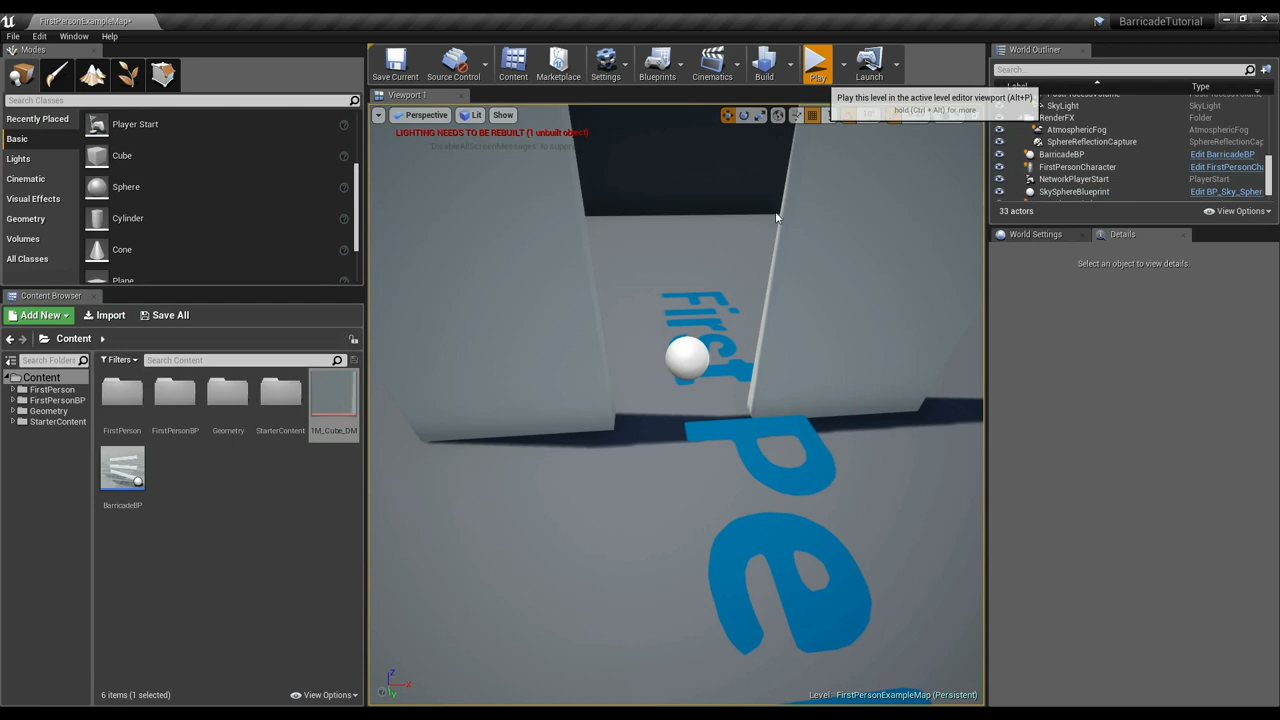 FirstPersonExampleMap*
BarricadeTutorial
File Edit Window Help
Modes
Save Current
Source Control
Content
Marketplace
Settings
Blueprints
Cinematics
Build
Play
Launch
Search Classes
Recently Placed
Basic
Lights
Cinematic
Visual Effects
Geometry
Volumes
All Classes
Player Start
Cube
Sphere
Cylinder
Cone
Plane
Viewport 1
Perspective
Lit
Show
Play this level in the active level editor viewport (Alt+P)
hold (Ctrl + Alt) for more
LIGHTING NEEDS TO BE REBUILT (1 unbuilt object)
First
Pe
Level: FirstPersonExampleMap (Persistent)
Content Browser
Add New
Import
Save All
Content
Search Folders
Filters
Search Content
Content
FirstPerson
FirstPersonBP
Geometry
StarterContent
FirstPerson
FirstPersonBP
Geometry
StarterContent
1M_Cube_DM
BarricadeBP
6 items (1 selected)
View Options
World Outliner
Search...
Label
Type
SkyLight SkyLight
RenderFX Folder
AtmosphericFog AtmosphericFog
SphereReflectionCapture SphereReflectionCap
BarricadeBP Edit BarricadeBP
FirstPersonCharacter Edit FirstPersonCha
NetworkPlayerStart PlayerStart
SkySphereBlueprint Edit BP_Sky_Spher
33 actors
View Options
World Settings
Details
Select an object to view details